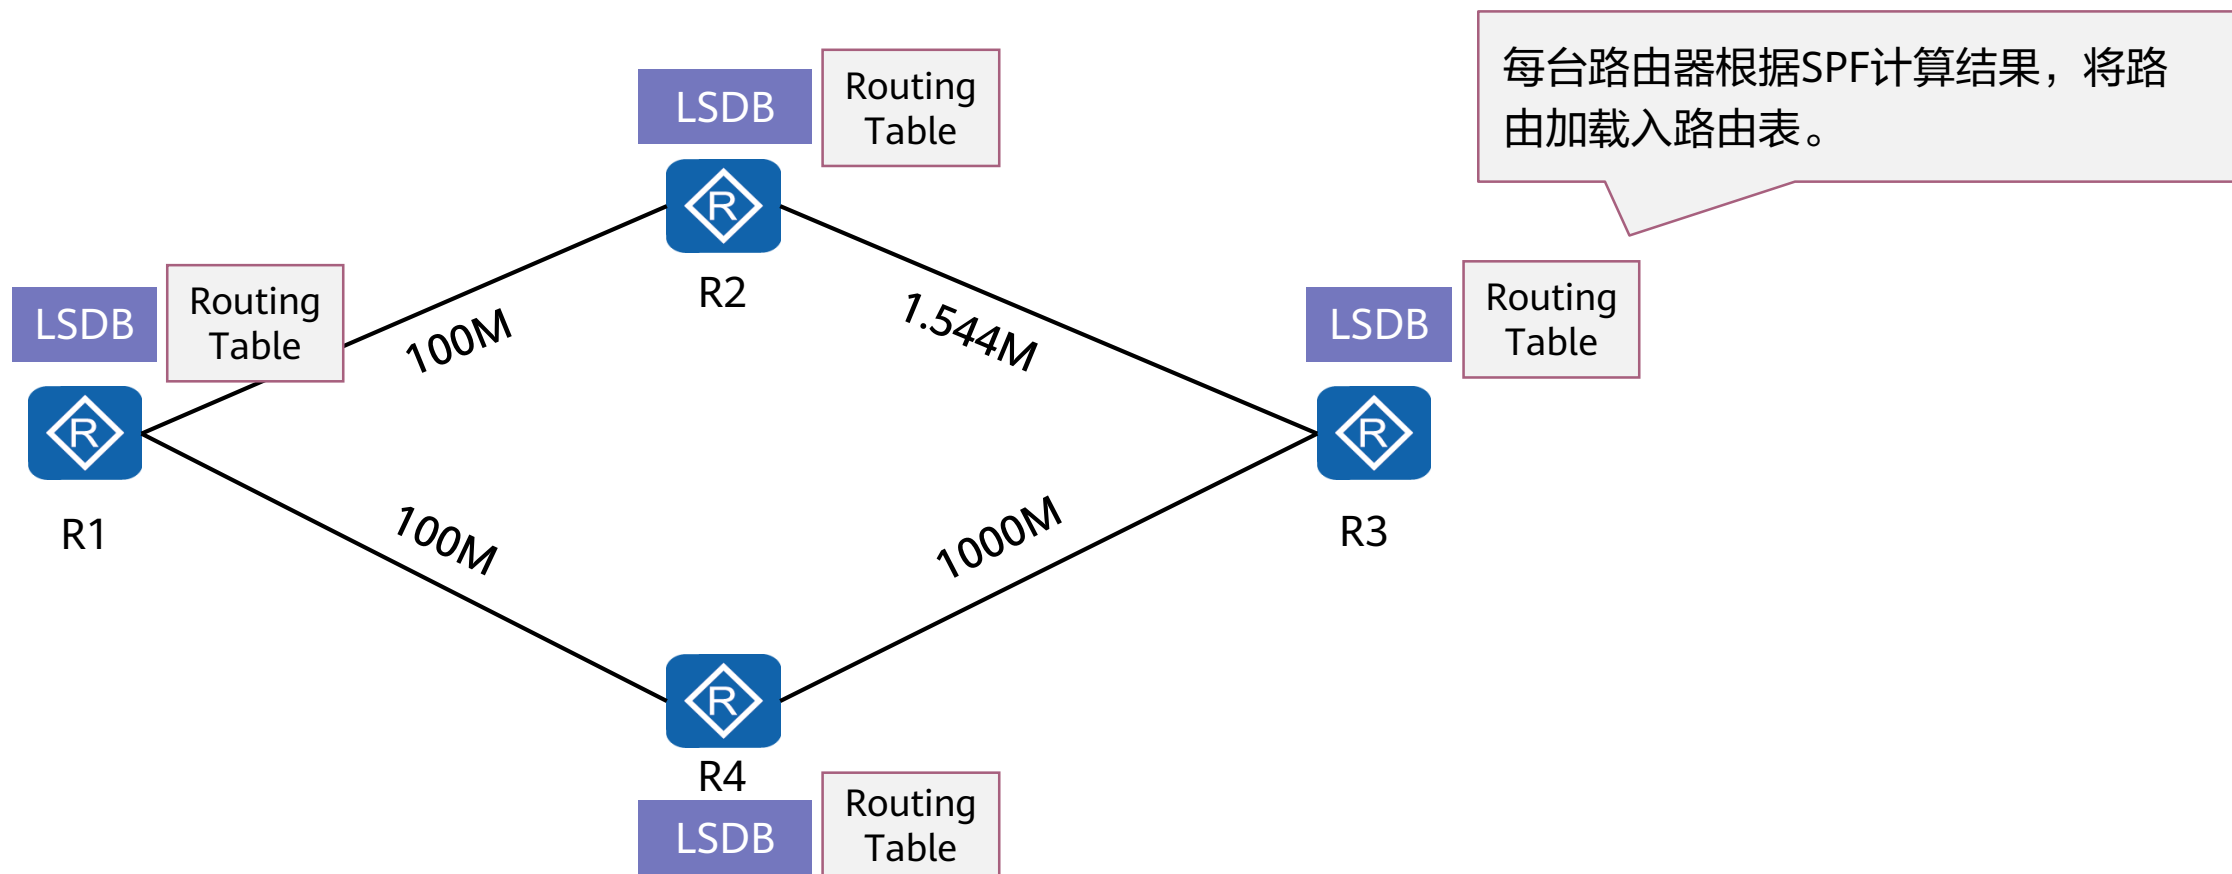 每台路由器根据SPF计算结果，将路
由加载入路由表。
LSDB
Routing
Table
R
R2
LSDB
Routing
Table
100M
1.544M
LSDB
Routing
Table
R
R1
R
R3
100M
1000M
R
R4
LSDB
Routing
Table